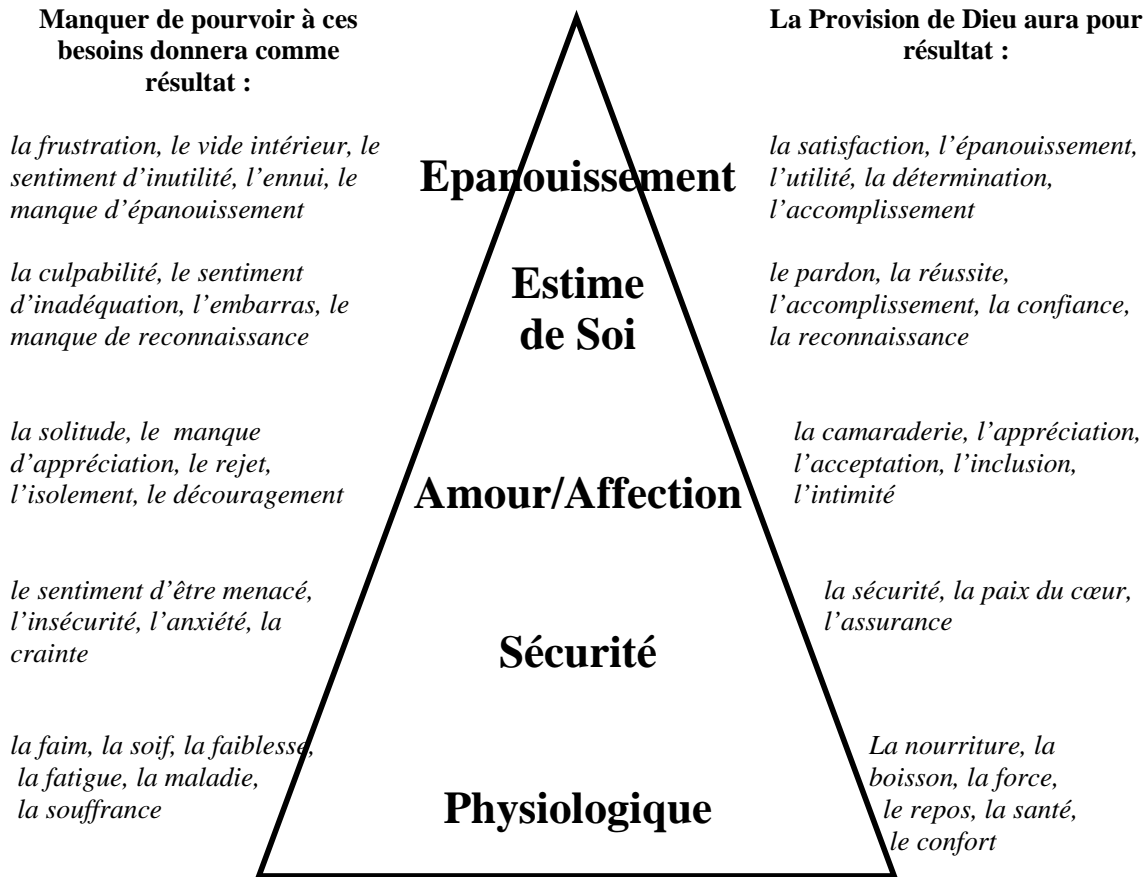 Manquer de pourvoir à ces
besoins donnera comme
résultat :
La Provision de Dieu aura pour
résultat :
la frustration, le vide intérieur, le
sentiment d'inutilité, l'ennui, le
manque d'épanouissement
Epanouissement
la satisfaction, l'épanouissement,
l'utilité, la détermination,
l'accomplissement
la culpabilité, le sentiment
d'inadéquation, l'embarras, le
manque de reconnaissance
Estime
de Soi
le pardon, la réussite,
l'accomplissement, la confiance,
la reconnaissance
la solitude, le manque
d'appréciation, le rejet,
l'isolement, le découragement
Amour/Affection
la camaraderie, l'appréciation,
l'acceptation, l'inclusion,
l'intimité
le sentiment d'être menacé,
l'insécurité, l'anxiété, la
crainte
Sécurité
la sécurité, la paix du cœur,
l'assurance
la faim, la soif, la faiblesse,
la fatigue, la maladie,
la souffrance
Physiologique
La nourriture, la
boisson, la force,
le repos, la santé,
le confort